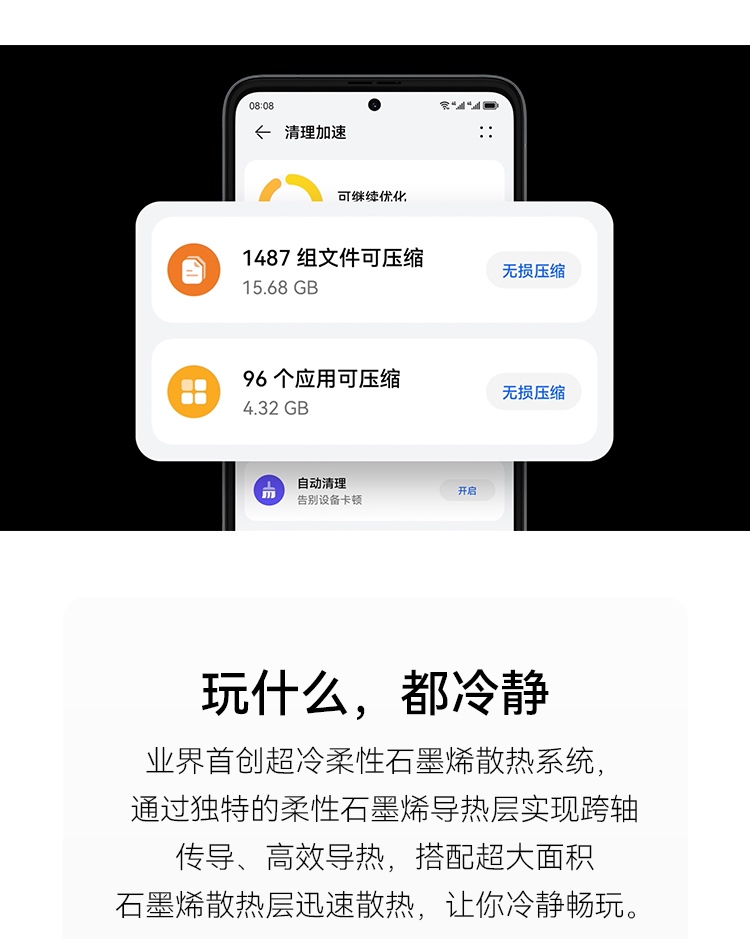 08:08
清理加速
可继续优化
1487 组文件可压缩
15.68 GB
无损压缩
96 个应用可压缩
4.32 GB
无损压缩
自动清理
告别设备卡顿
开启
玩什么，都冷静
业界首创超冷柔性石墨烯散热系统，
通过独特的柔性石墨烯导热层实现跨轴
传导、高效导热，搭配超大面积
石墨烯散热层迅速散热，让你冷静畅玩。